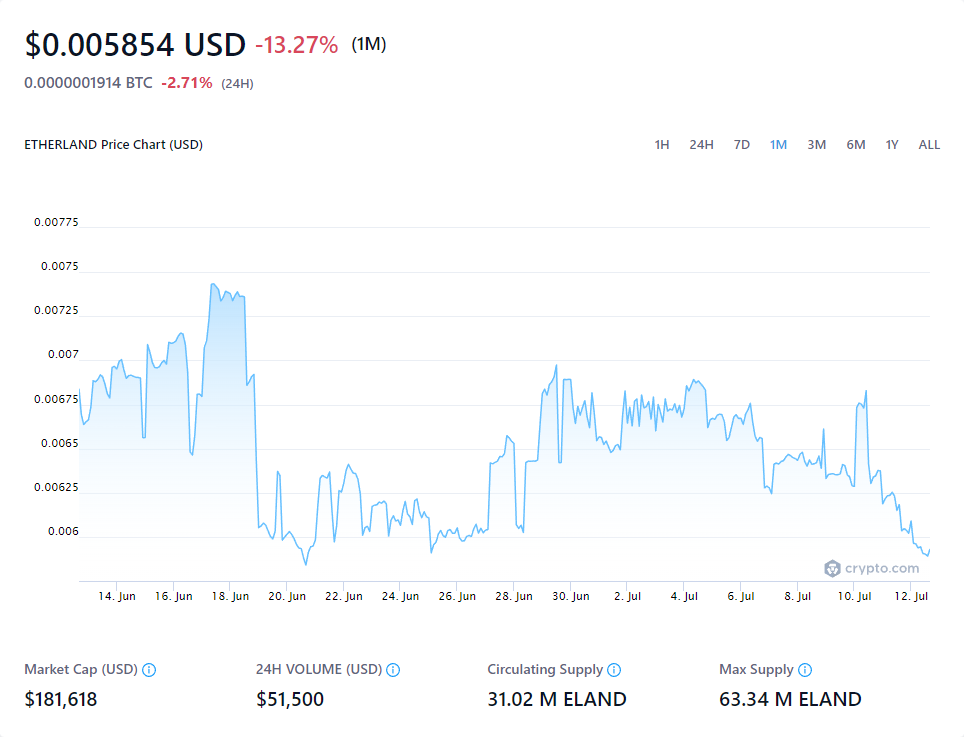 $0.005854 USD -13.27% (1M)
0.0000001914 BTC -2.71% (24H)
ETHERLAND Price Chart (USD) 1H 24H 7D 1M 3M 6M 1Y ALL
0.00775
0.0075
0.00725
0.007
0.00675
0.0065
0.00625
0.006
crypto.com
14. Jun 16. Jun 18. Jun 20. Jun 22. Jun 24. Jun 26. Jun 28. Jun 30. Jun 2. Jul 4. Jul 6. Jul 8. Jul 10. Jul 12. Jul
Market Cap (USD) 24H VOLUME (USD) Circulating Supply Max Supply
$181,618 $51,500 31.02 M ELAND 63.34 M ELAND